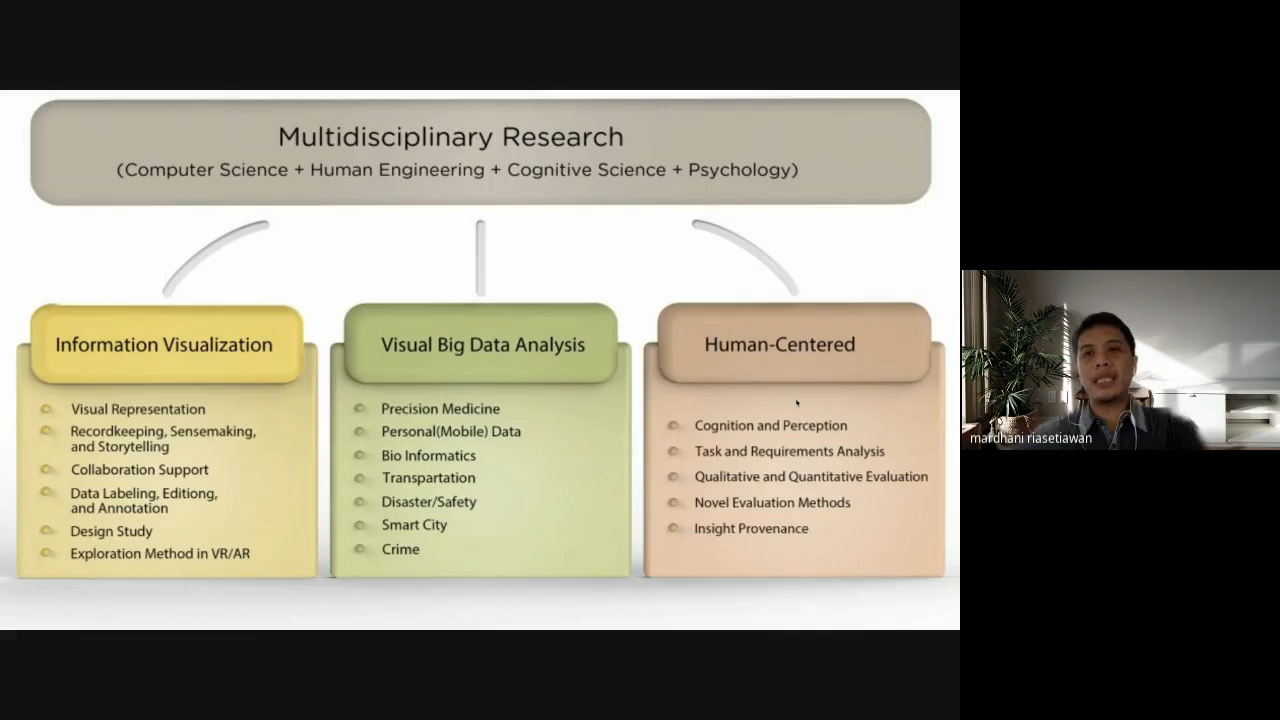 Multidisciplinary Research
(Computer Science + Human Engineering + Cognitive Science + Psychology)
Information Visualization
Visual Representation
Recordkeeping, Sensemaking,
and Storytelling
Collaboration Support
Data Labeling, Editiong,
and Annotation
Design Study
Exploration Method in VR/AR
Visual Big Data Analysis
Precision Medicine
Personal(Mobile) Data
Bio Informatics
Transpartation
Disaster/Safety
Smart City
Crime
Human-Centered
Cognition and Perception
Task and Requirements Analysis
Qualitative and Quantitative Evaluation
Novel Evaluation Methods
Insight Provenance
mardhani riasetiawan